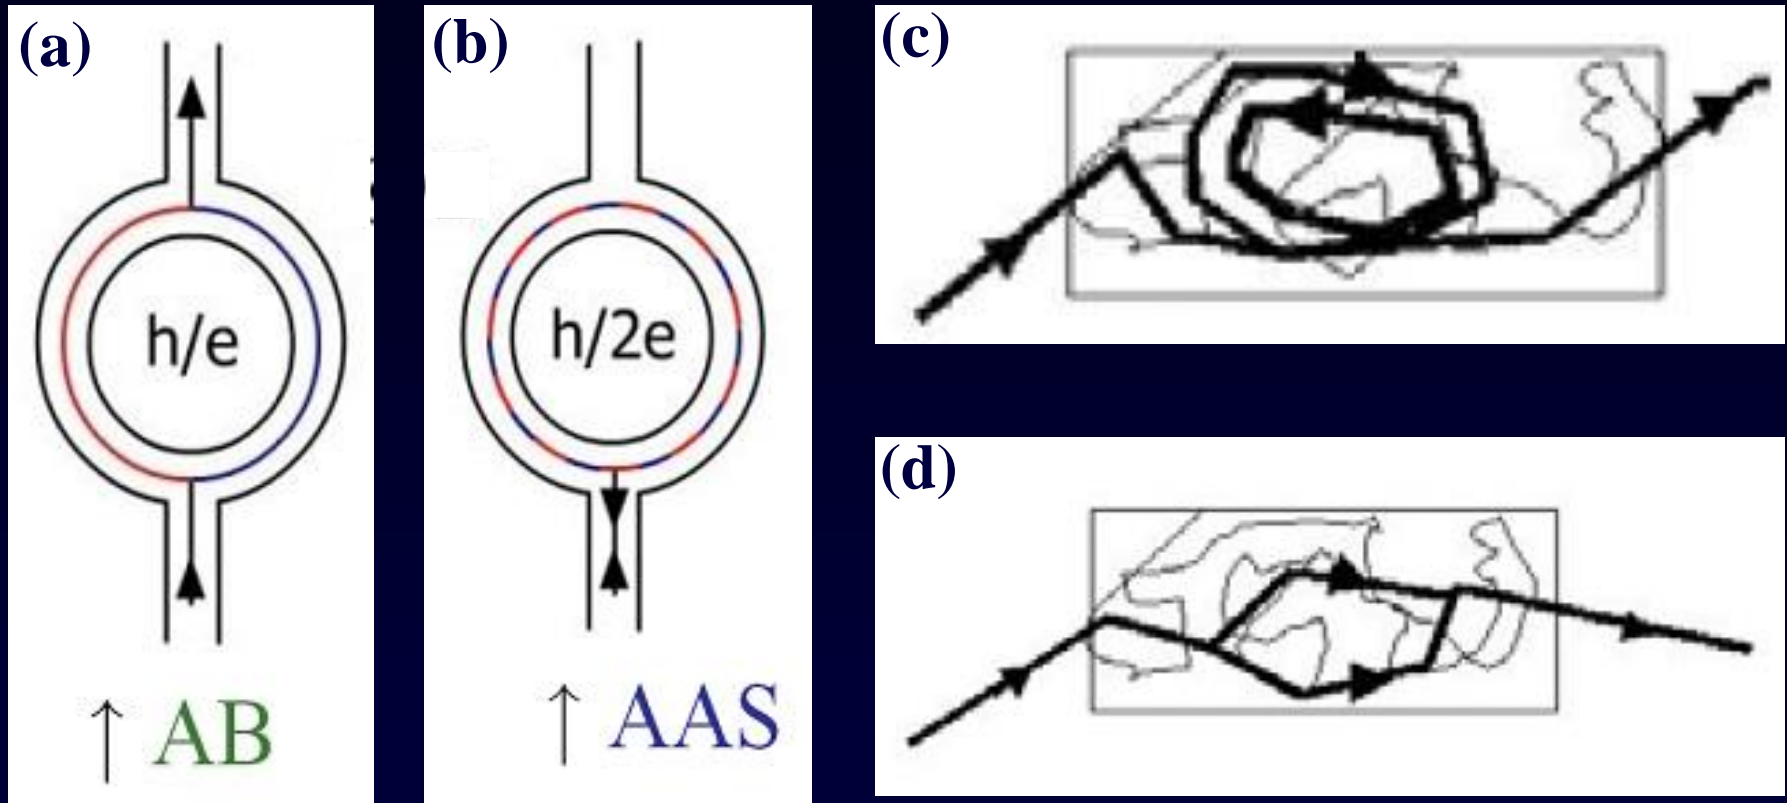 (a)
h/e
↑ AB
(b)
h/2e
↑ AAS
(c)
(d)